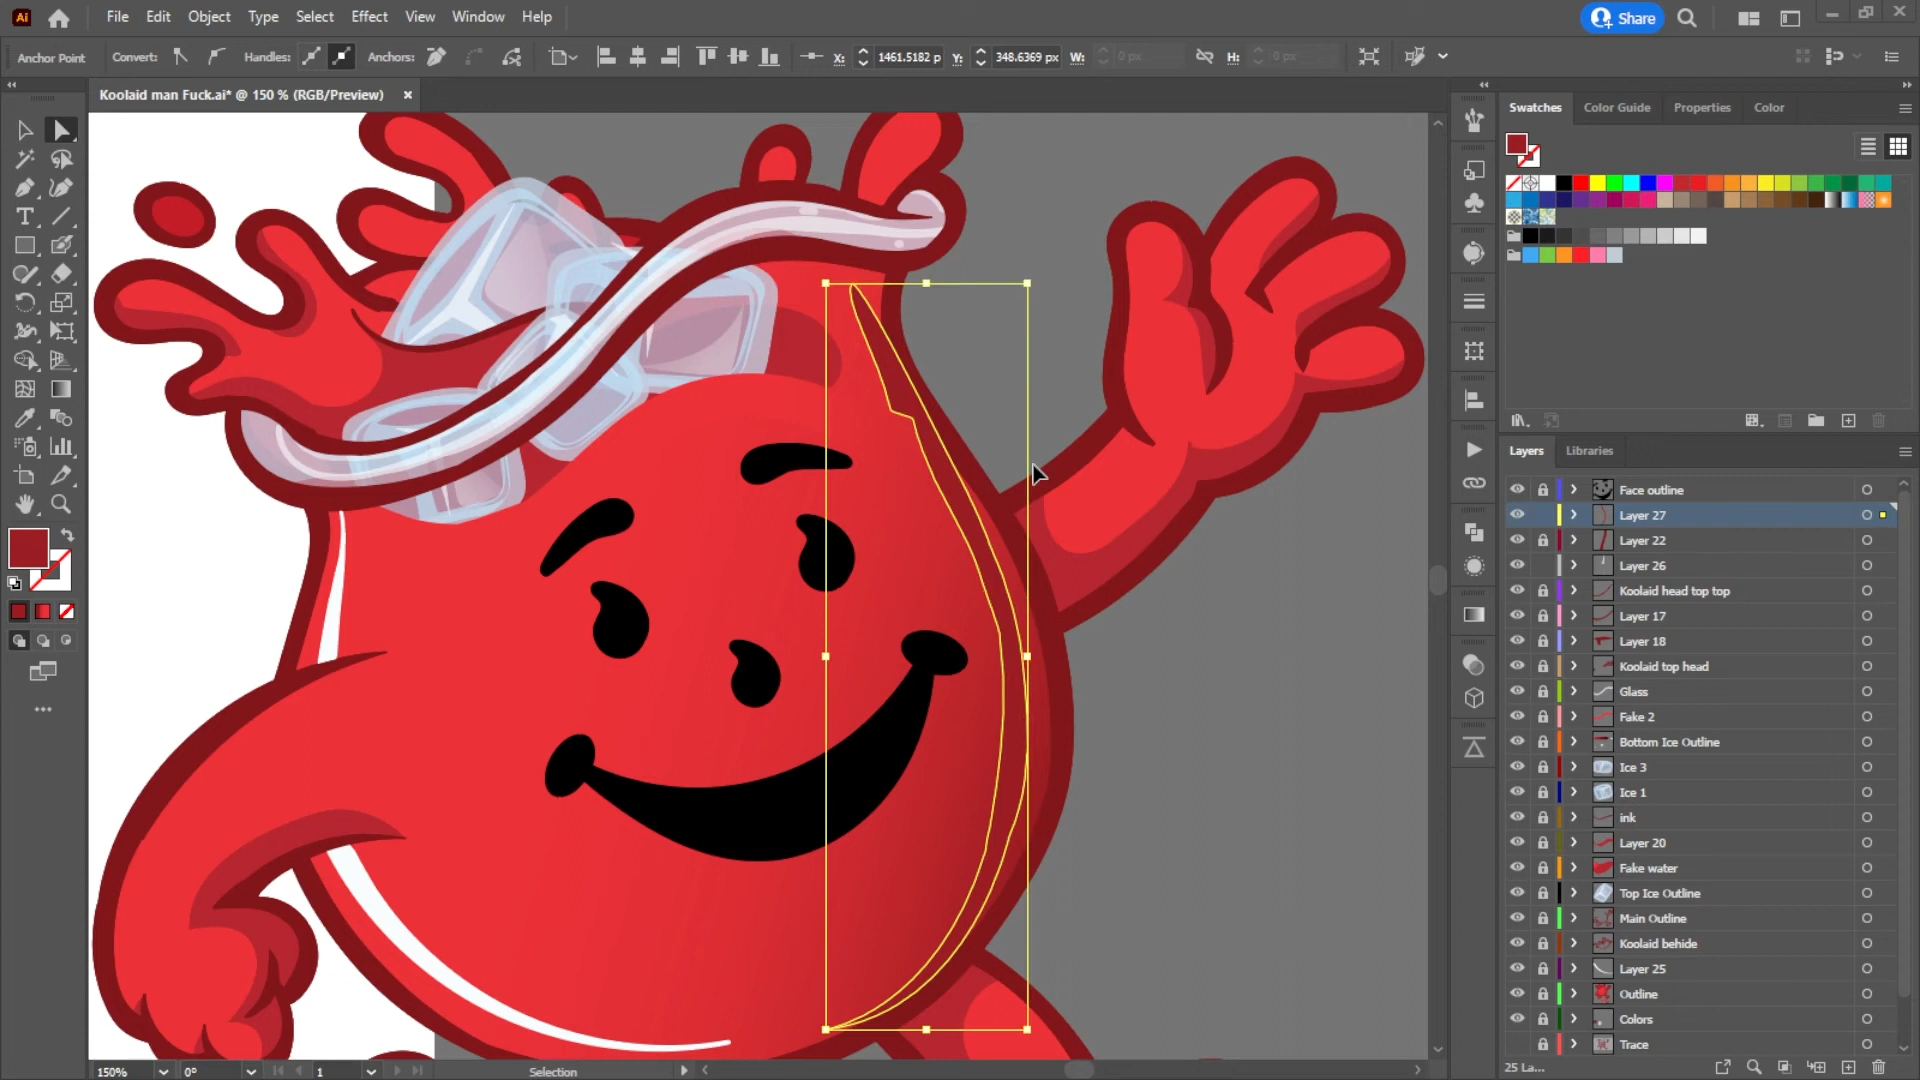 Ai File Edit Object Type Select Effect View Window Help Share
Anchor Point Convert: Handles: Anchors: X: 1461.5182 p Y: 348.6369 px W: 0 px H: 0 px
Koolaid man Fuck.ai* @ 150 % (RGB/Preview) ×
Swatches Color Guide Properties Color
Layers Libraries
Face outline
Layer 27
Layer 22
Layer 26
Koolaid head top top
Layer 17
Layer 18
Koolaid top head
Glass
Fake 2
Bottom Ice Outline
Ice 3
Ice 1
ink
Layer 20
Fake water
Top Ice Outline
Main Outline
Koolaid behide
Layer 25
Outline
Colors
Trace
150% 0° 1 Selection
25 La...